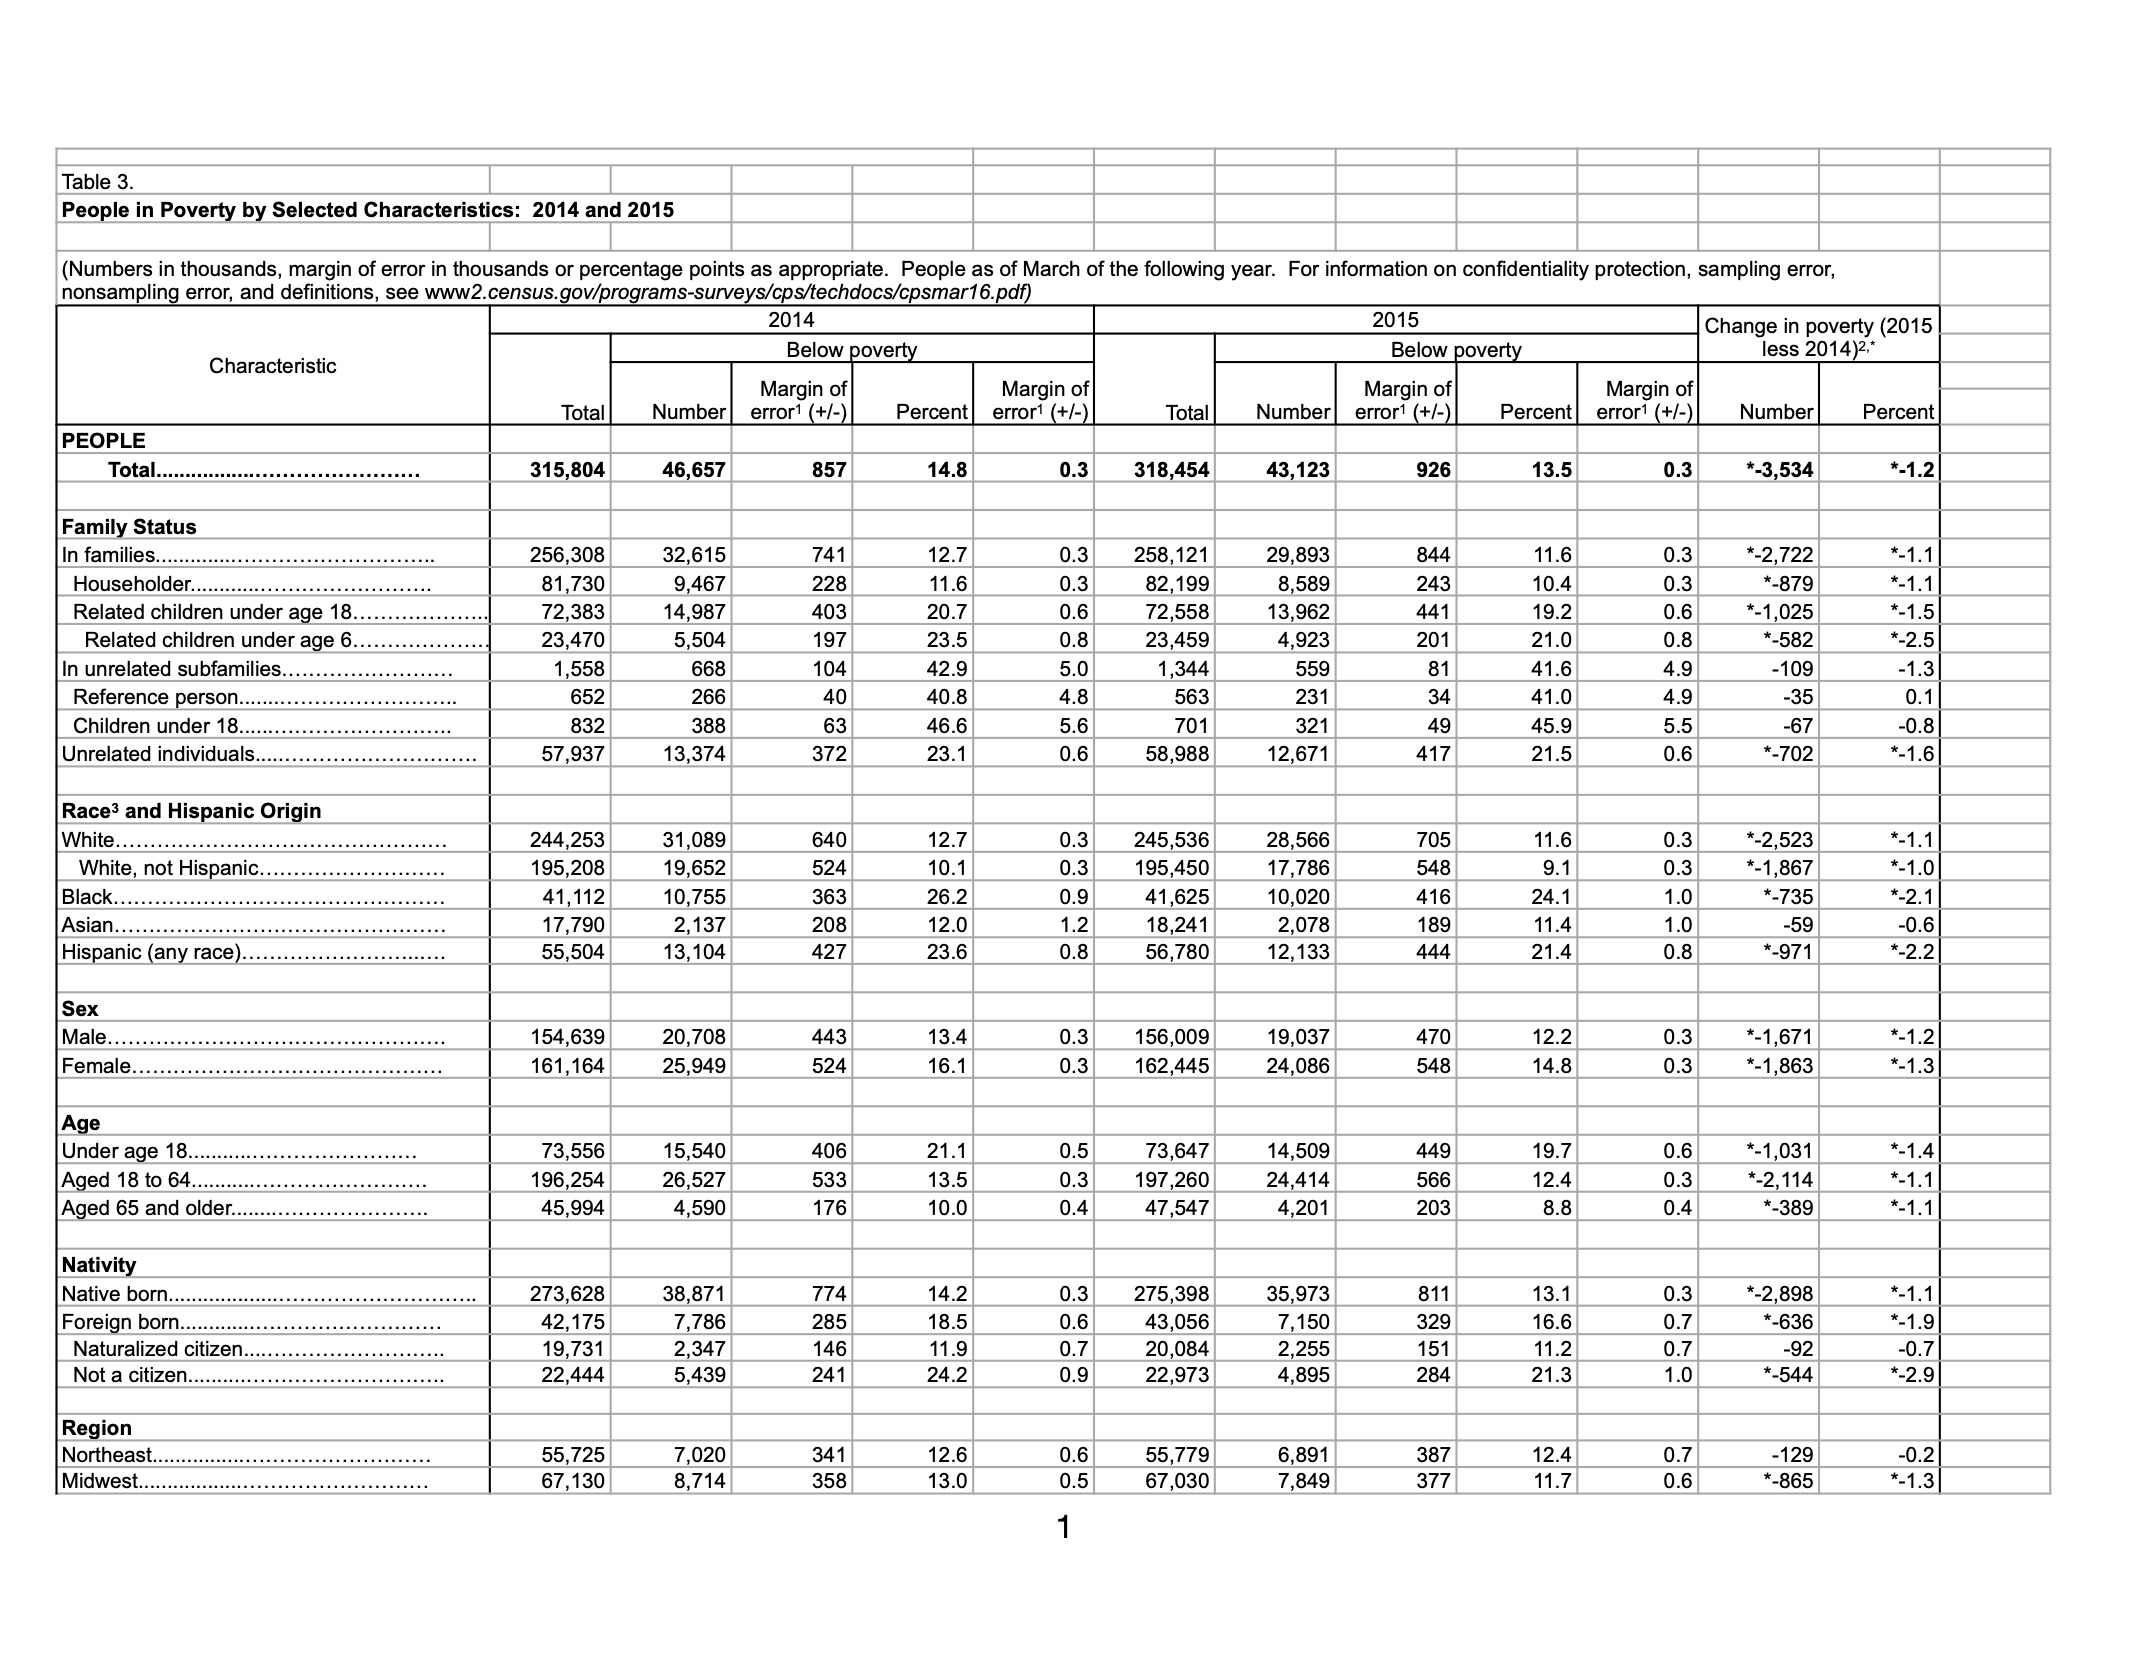 Table 3.
People in Poverty by Selected Characteristics: 2014 and 2015
(Numbers in thousands, margin of error in thousands or percentage points as appropriate. People as of March of the following year. For information on confidentiality protection, sampling error,
nonsampling error, and definitions, see www2.census.gov/programs-surveys/cps/techdocs/cpsmar16.pdf)
Characteristic
2014
2015
Change in poverty (2015
less 2014)²,*
Below poverty
Below poverty
Total Number Margin of error¹ (+/-) Percent Margin of error¹ (+/-) Total Number Margin of error¹ (+/-) Percent Margin of error¹ (+/-) Number Percent
PEOPLE
Total 315,804 46,657 857 14.8 0.3 318,454 43,123 926 13.5 0.3 *-3,534 *-1.2
Family Status
In families 256,308 32,615 741 12.7 0.3 258,121 29,893 844 11.6 0.3 *-2,722 *-1.1
Householder 81,730 9,467 228 11.6 0.3 82,199 8,589 243 10.4 0.3 *-879 *-1.1
Related children under age 18 72,383 14,987 403 20.7 0.6 72,558 13,962 441 19.2 0.6 *-1,025 *-1.5
Related children under age 6 23,470 5,504 197 23.5 0.8 23,459 4,923 201 21.0 0.8 *-582 *-2.5
In unrelated subfamilies 1,558 668 104 42.9 5.0 1,344 559 81 41.6 4.9 -109 -1.3
Reference person 652 266 40 40.8 4.8 563 231 34 41.0 4.9 -35 0.1
Children under 18 832 388 63 46.6 5.6 701 321 49 45.9 5.5 -67 -0.8
Unrelated individuals 57,937 13,374 372 23.1 0.6 58,988 12,671 417 21.5 0.6 *-702 *-1.6
Race³ and Hispanic Origin
White 244,253 31,089 640 12.7 0.3 245,536 28,566 705 11.6 0.3 *-2,523 *-1.1
White, not Hispanic 195,208 19,652 524 10.1 0.3 195,450 17,786 548 9.1 0.3 *-1,867 *-1.0
Black 41,112 10,755 363 26.2 0.9 41,625 10,020 416 24.1 1.0 *-735 *-2.1
Asian 17,790 2,137 208 12.0 1.2 18,241 2,078 189 11.4 1.0 -59 -0.6
Hispanic (any race) 55,504 13,104 427 23.6 0.8 56,780 12,133 444 21.4 0.8 *-971 *-2.2
Sex
Male 154,639 20,708 443 13.4 0.3 156,009 19,037 470 12.2 0.3 *-1,671 *-1.2
Female 161,164 25,949 524 16.1 0.3 162,445 24,086 548 14.8 0.3 *-1,863 *-1.3
Age
Under age 18 73,556 15,540 406 21.1 0.5 73,647 14,509 449 19.7 0.6 *-1,031 *-1.4
Aged 18 to 64 196,254 26,527 533 13.5 0.3 197,260 24,414 566 12.4 0.3 *-2,114 *-1.1
Aged 65 and older 45,994 4,590 176 10.0 0.4 47,547 4,201 203 8.8 0.4 *-389 *-1.1
Nativity
Native born 273,628 38,871 774 14.2 0.3 275,398 35,973 811 13.1 0.3 *-2,898 *-1.1
Foreign born 42,175 7,786 285 18.5 0.6 43,056 7,150 329 16.6 0.7 *-636 *-1.9
Naturalized citizen 19,731 2,347 146 11.9 0.7 20,084 2,255 151 11.2 0.7 -92 -0.7
Not a citizen 22,444 5,439 241 24.2 0.9 22,973 4,895 284 21.3 1.0 *-544 *-2.9
Region
Northeast 55,725 7,020 341 12.6 0.6 55,779 6,891 387 12.4 0.7 -129 -0.2
Midwest 67,130 8,714 358 13.0 0.5 67,030 7,849 377 11.7 0.6 *-865 *-1.3
1